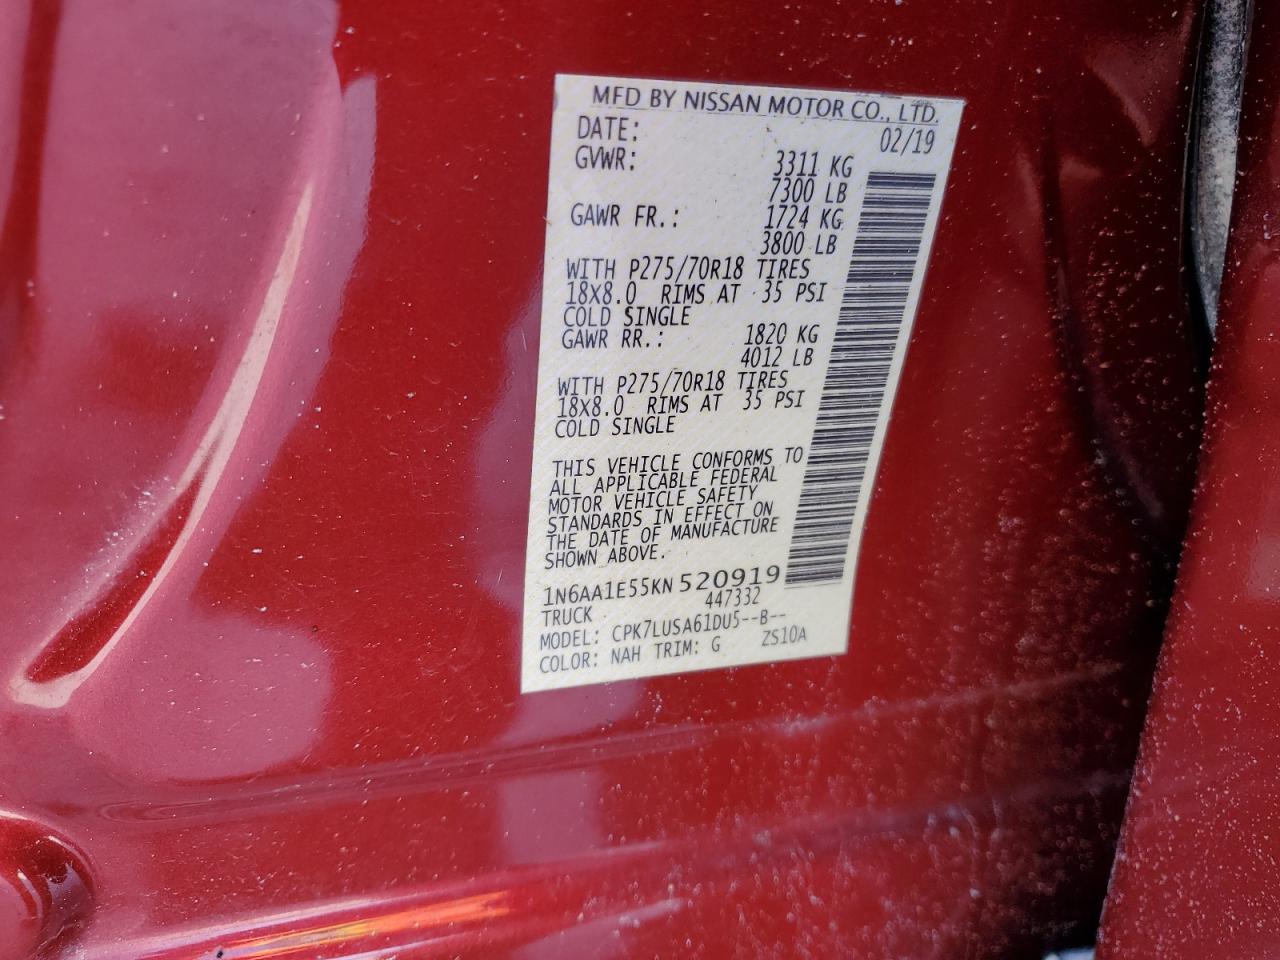 MFD BY NISSAN MOTOR CO., LTD.
DATE: 02/19
GVWR: 3311 KG
7300 LB
GAWR FR.: 1724 KG
3800 LB
WITH P275/70R18 TIRES
18X8.0 RIMS AT 35 PSI
COLD SINGLE
GAWR RR.: 1820 KG
4012 LB
WITH P275/70R18 TIRES
18X8.0 RIMS AT 35 PSI
COLD SINGLE
THIS VEHICLE CONFORMS TO
ALL APPLICABLE FEDERAL
MOTOR VEHICLE SAFETY
STANDARDS IN EFFECT ON
THE DATE OF MANUFACTURE
SHOWN ABOVE.
1N6AA1E55KN520919
TRUCK 447332
MODEL: CPK7LUSA61DU5--B--
COLOR: NAH TRIM: G ZS10A